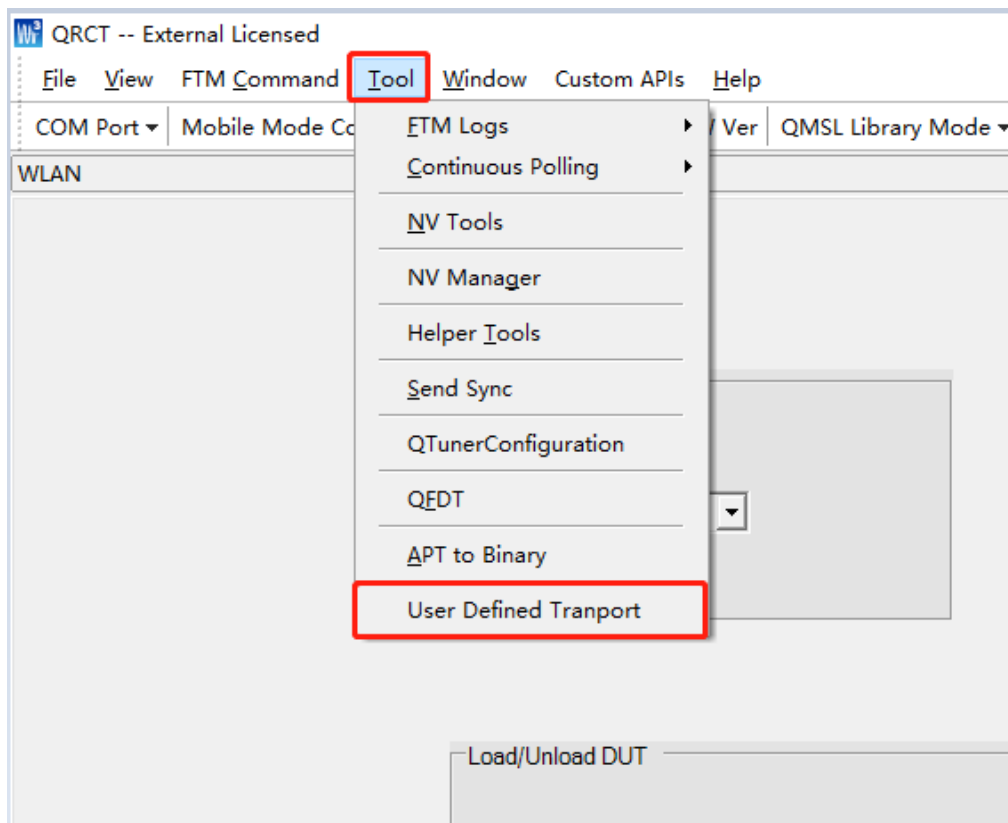 QRCT -- External Licensed
File View FTM Command Tool Window Custom APIs Help
COM Port Mobile Mode Ver QMSL Library Mode
WLAN
FTM Logs
Continuous Polling
NV Tools
NV Manager
Helper Tools
Send Sync
QTunerConfiguration
QFDT
APT to Binary
User Defined Tranport
Load/Unload DUT